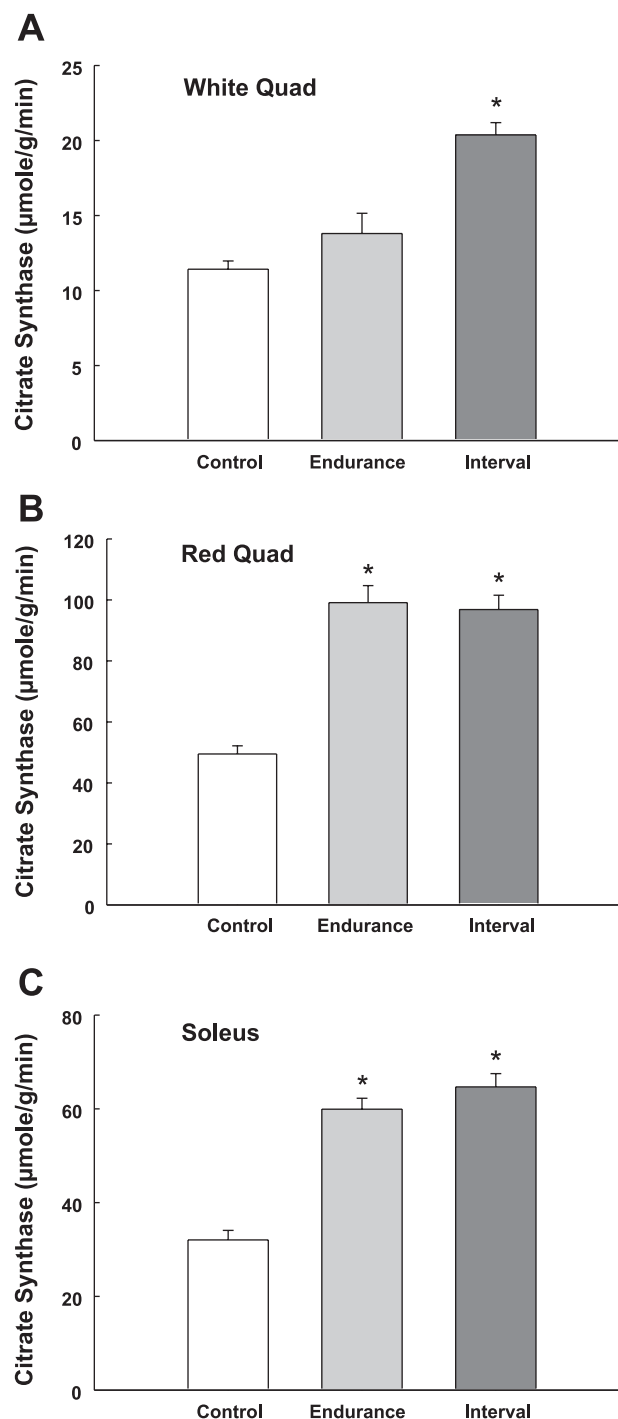 A
White Quad
Citrate Synthase (µmole/g/min)
25
20
15
10
5
0
*
Control Endurance Interval
B
Red Quad
Citrate Synthase (µmole/g/min)
120
100
80
60
40
20
0
* *
Control Endurance Interval
C
Soleus
Citrate Synthase (µmole/g/min)
80
60
40
20
0
* *
Control Endurance Interval